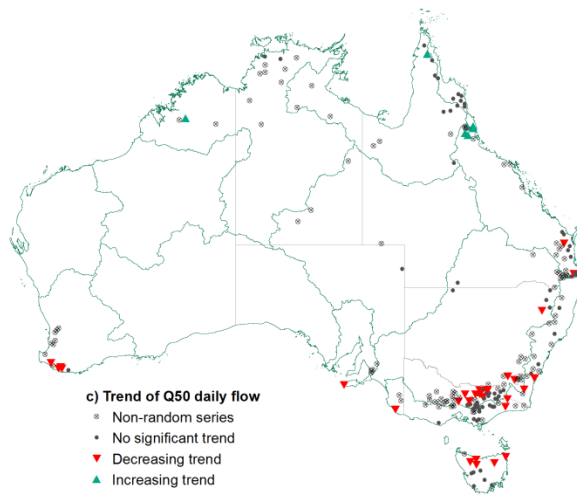 c) Trend of Q50 daily flow
Non-random series
No significant trend
Decreasing trend
Increasing trend